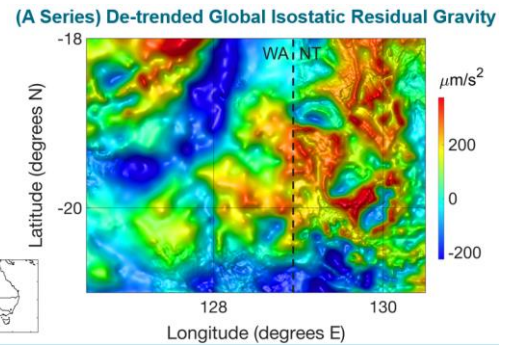 (A Series) De-trended Global Isostatic Residual Gravity
-18
WA NT
μm/s²
Latitude (degrees N)
200
0
-20
-200
128
130
Longitude (degrees E)